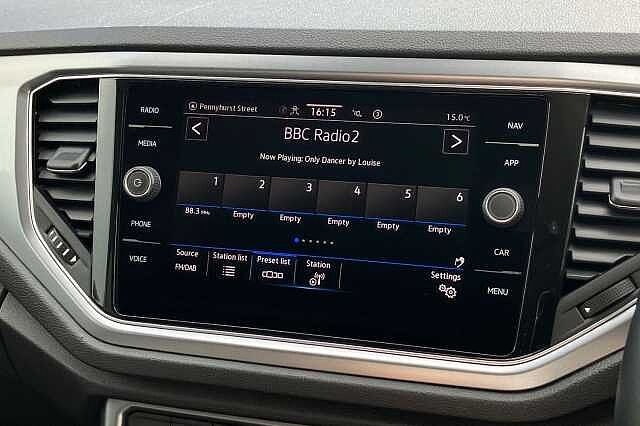 RADIO
MEDIA
PHONE
VOICE
Pennyhurst Street
16:15
°C
3
15.0°C
BBC Radio2
Now Playing: Only Dancer by Louise
1 2 3 4 5 6
88.3 MHz Empty Empty Empty Empty Empty
Source
FM/DAB
Station list
Preset list
Station
Settings
NAV
APP
CAR
MENU